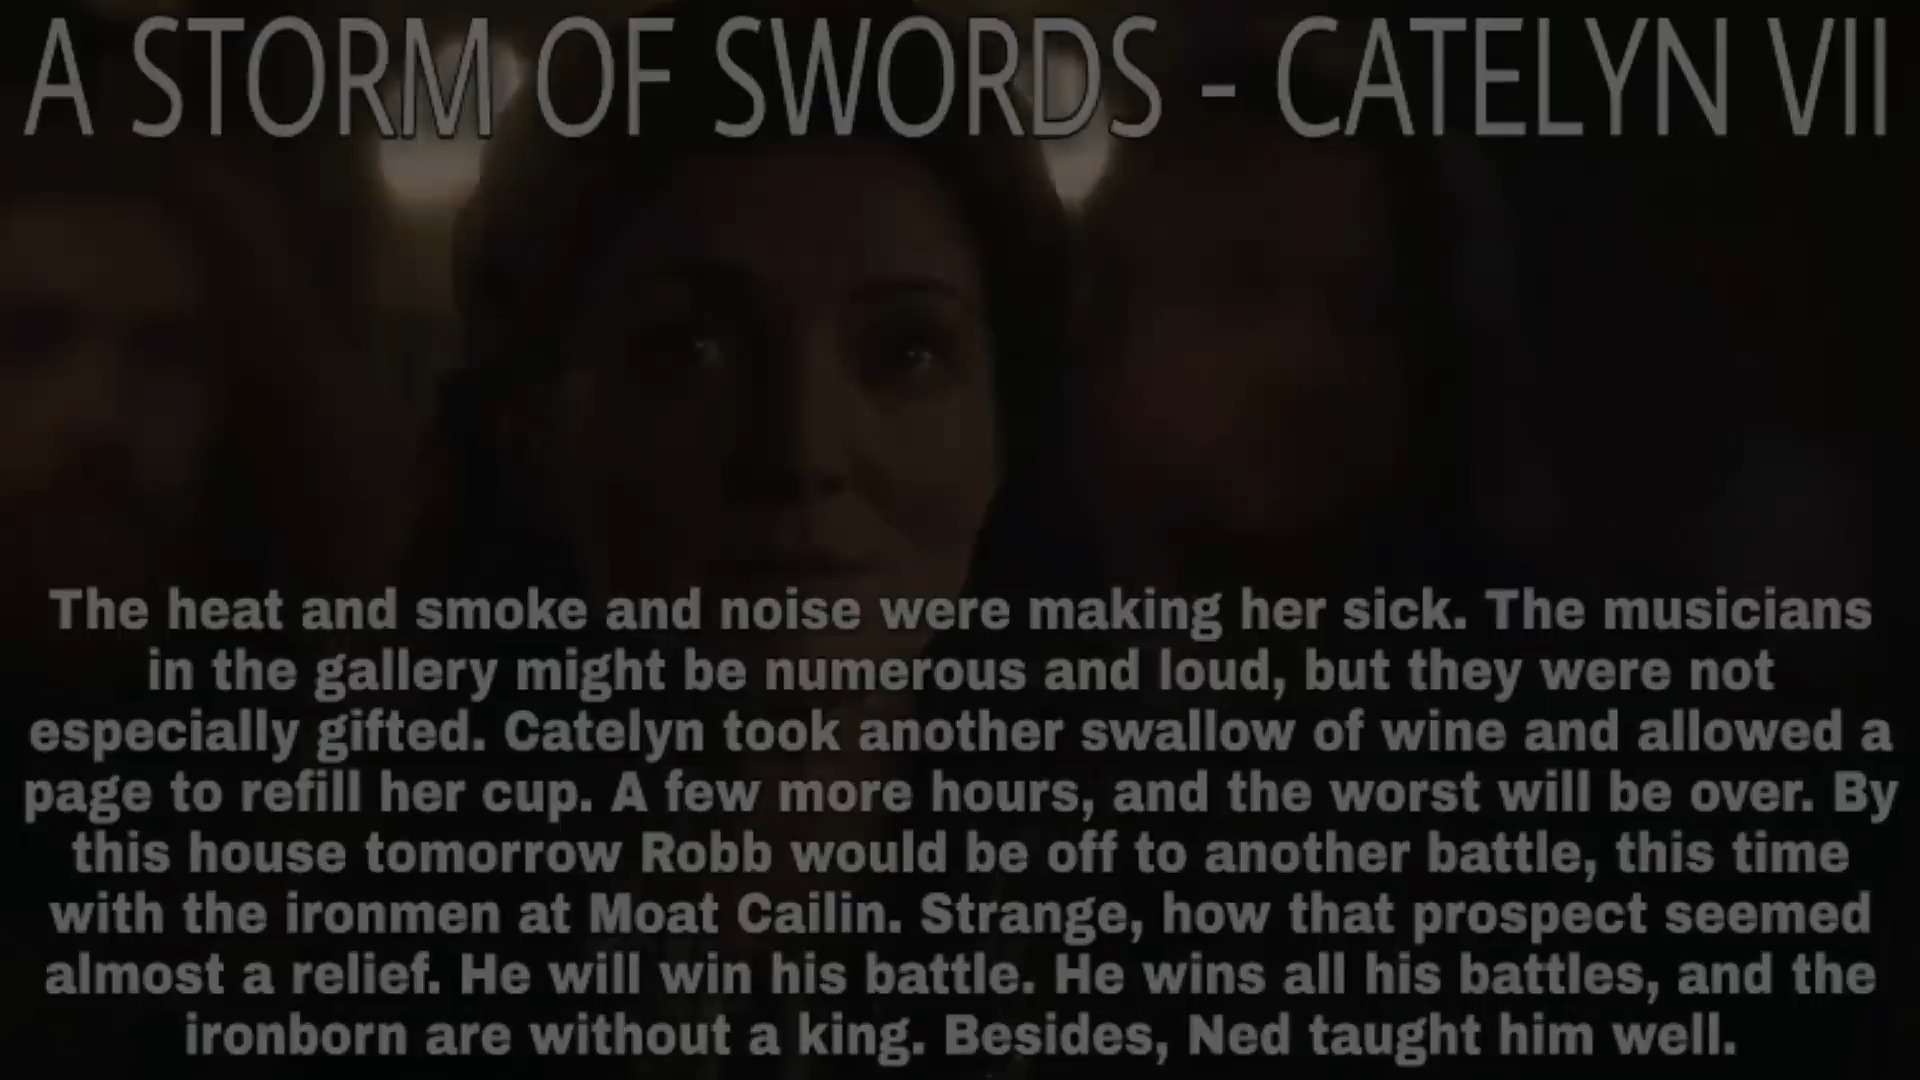 A STORM OF SWORDS - CATELYN VII
The heat and smoke and noise were making her sick. The musicians
in the gallery might be numerous and loud, but they were not
especially gifted. Catelyn took another swallow of wine and allowed a
page to refill her cup. A few more hours, and the worst will be over. By
this house tomorrow Robb would be off to another battle, this time
with the ironmen at Moat Cailin. Strange, how that prospect seemed
almost a relief. He will win his battle. He wins all his battles, and the
ironborn are without a king. Besides, Ned taught him well.